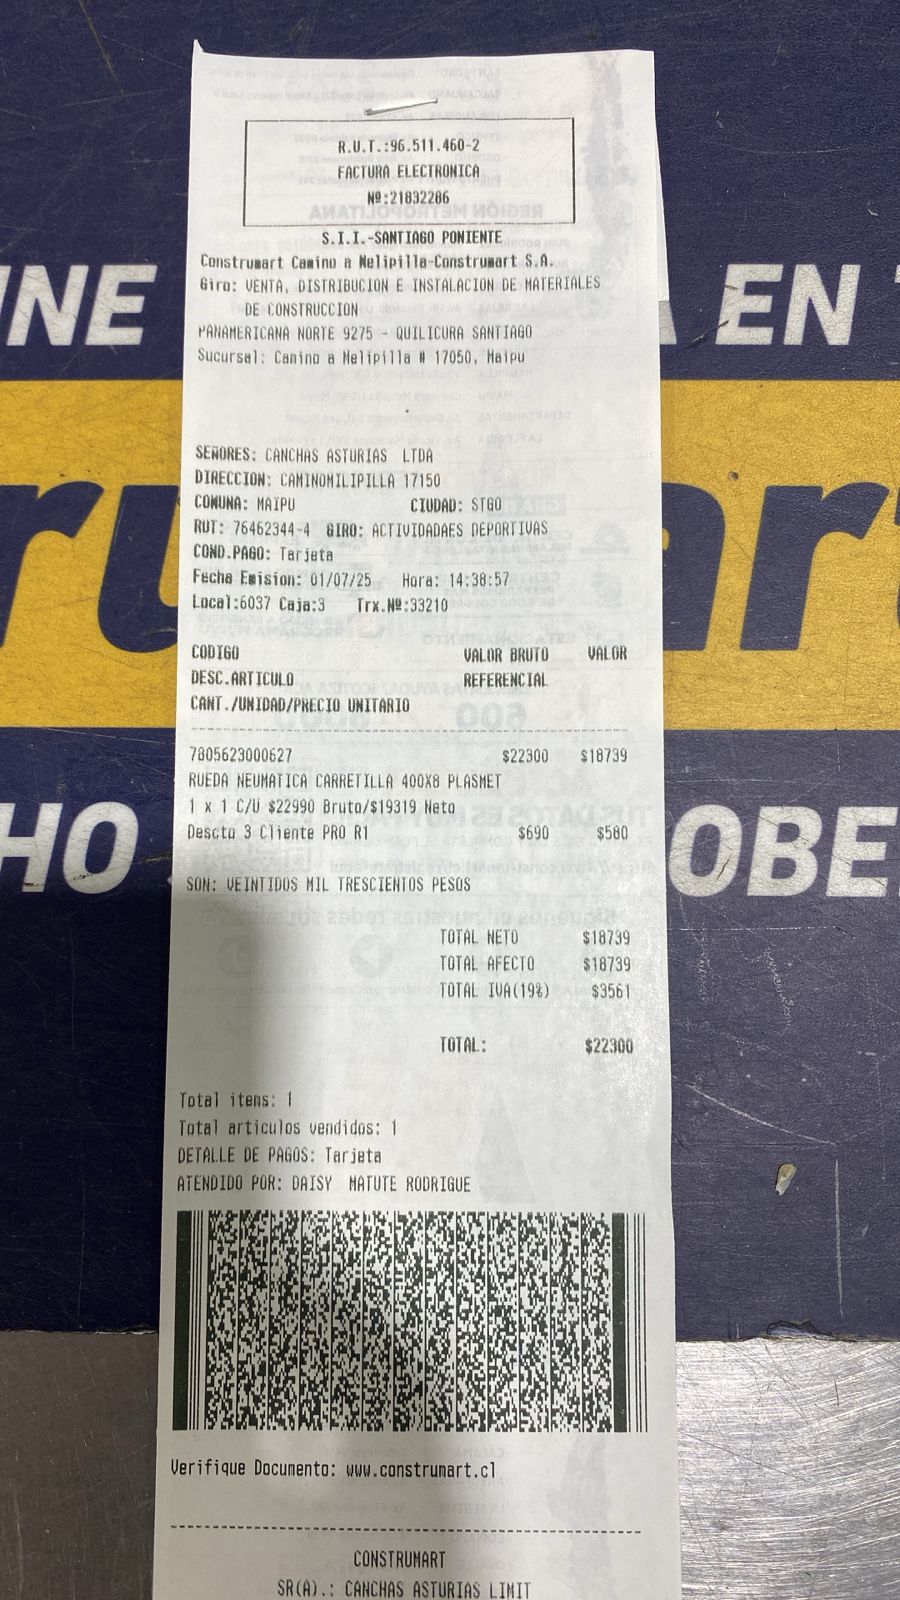 R.U.T.:96.511.460-2
FACTURA ELECTRONICA
Nº:21832286
S.I.I.-SANTIAGO PONIENTE
Construmart Camino a Melipilla-Construmart S.A.
Giro: VENTA, DISTRIBUCION E INSTALACION DE MATERIALES
DE CONSTRUCCION
PANAMERICANA NORTE 9275 - QUILICURA SANTIAGO
Sucursal: Camino a Melipilla # 17050, Maipu
SEÑORES: CANCHAS ASTURIAS LTDA
DIRECCION: CAMINOMILIPILLA 17150
COMUNA: MAIPU CIUDAD: STGO
RUT: 76462344-4 GIRO: ACTIVIDADAES DEPORTIVAS
COND.PAGO: Tarjeta
Fecha Emision: 01/07/25 Hora: 14:38:57
Local:6037 Caja:3 Trx.Nº:33210
CODIGO VALOR BRUTO VALOR
DESC.ARTICULO REFERENCIAL
CANT./UNIDAD/PRECIO UNITARIO
7805623000627 $22300 $18739
RUEDA NEUMATICA CARRETILLA 400X8 PLASMET
1 x 1 C/U $22990 Bruto/$19319 Neto
Descto 3 Cliente PRO R1 $690 $580
SON: VEINTIDOS MIL TRESCIENTOS PESOS
TOTAL NETO $18739
TOTAL AFECTO $18739
TOTAL IVA(19%) $3561
TOTAL: $22300
Total items: 1
Total articulos vendidos: 1
DETALLE DE PAGOS: Tarjeta
ATENDIDO POR: DAISY MATUTE RODRIGUE
Verifique Documento: www.construmart.cl
CONSTRUMART
SR(A).: CANCHAS ASTURIAS LIMIT
INE
EN
ru
art
HO
OBE